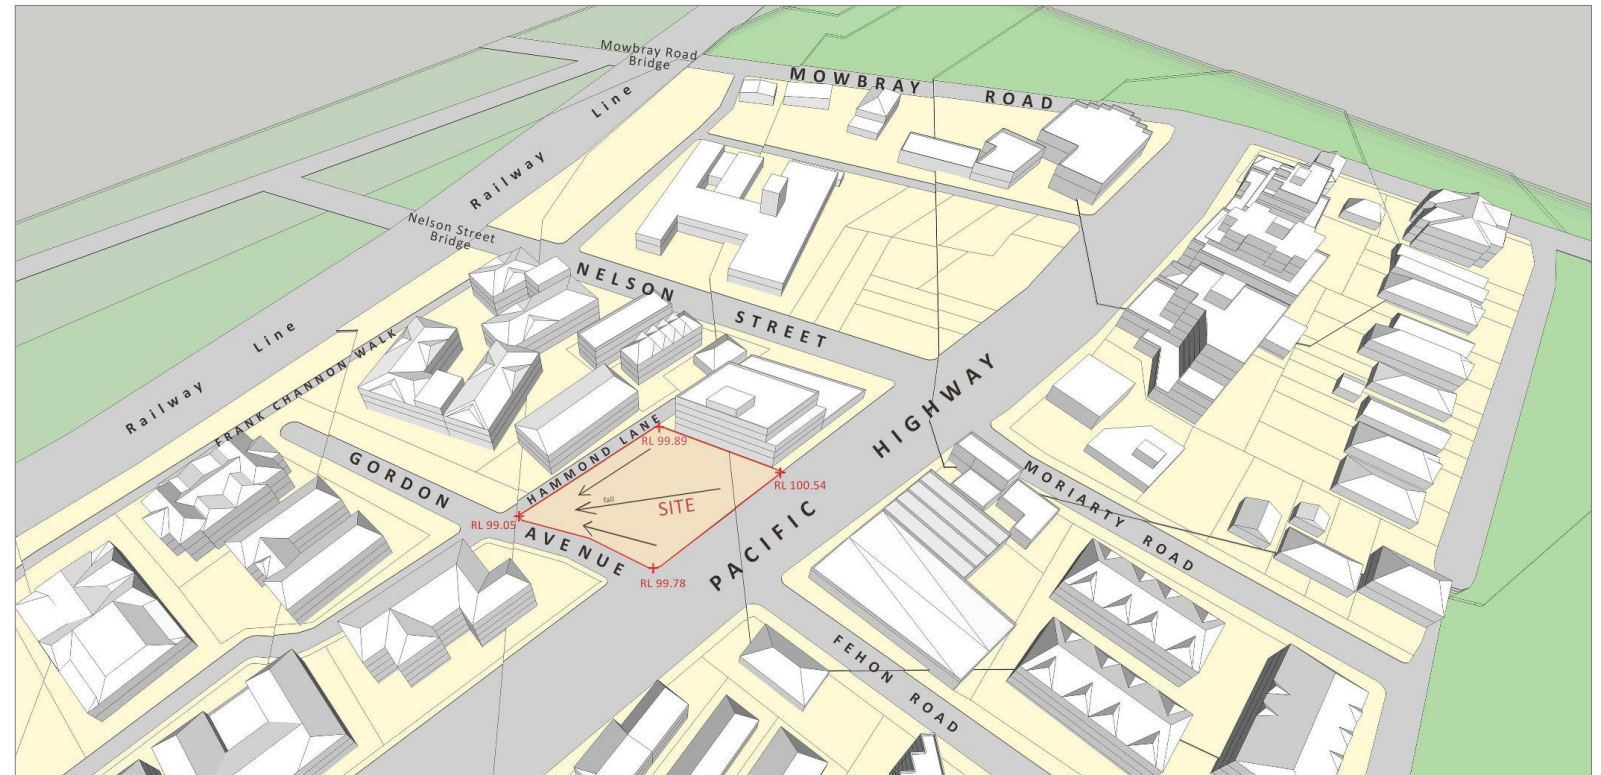 Mowbray Road
Bridge
MOWBRAY ROAD
Railway Line
Nelson Street
Bridge
NELSON STREET
Railway Line
FRANK CHANNON WALK
HAMMOND LANE
RL 99.89
GORDON AVENUE
PACIFIC HIGHWAY
RL 100.54
fall
SITE
RL 99.05
RL 99.78
MORIARTY ROAD
FEHON ROAD